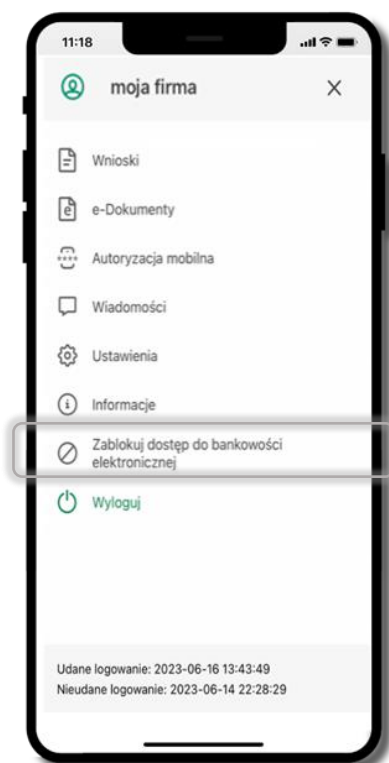 11:18
moja firma
Wnioski
e-Dokumenty
Autoryzacja mobilna
Wiadomości
Ustawienia
Informacje
Zablokuj dostęp do bankowości
elektronicznej
Wyloguj
Udane logowanie: 2023-06-16 13:43:49
Nieudane logowanie: 2023-06-14 22:28:29